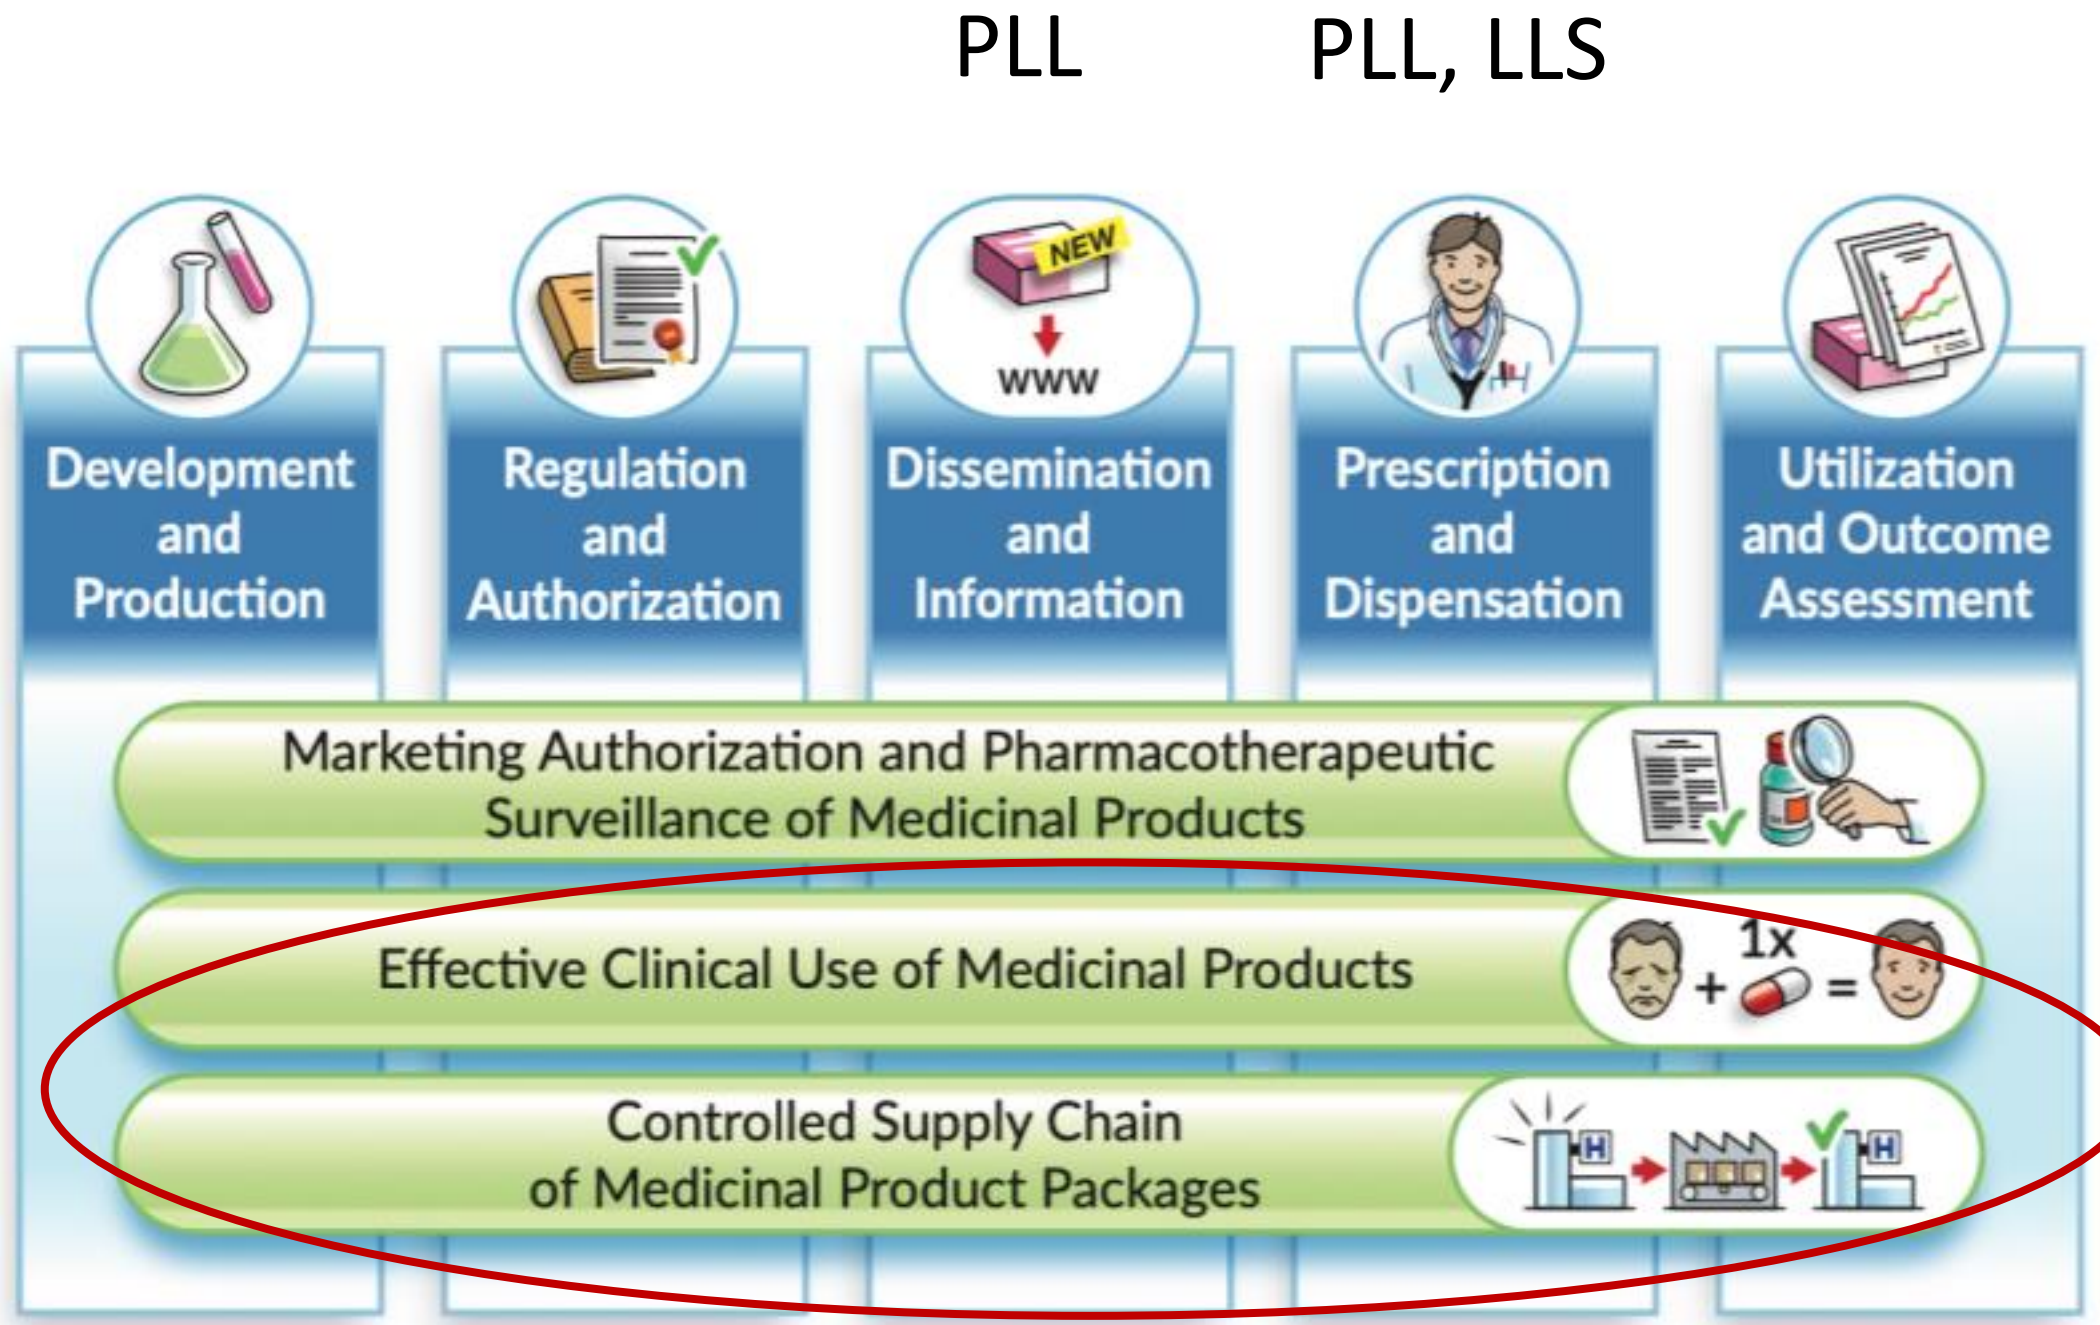 PLL
PLL, LLS
NEW
www
Development
and
Production
Regulation
and
Authorization
Dissemination
and
Information
Prescription
and
Dispensation
Utilization
and Outcome
Assessment
Marketing Authorization and Pharmacotherapeutic
Surveillance of Medicinal Products
Effective Clinical Use of Medicinal Products
1x
+ =
Controlled Supply Chain
of Medicinal Product Packages
H H